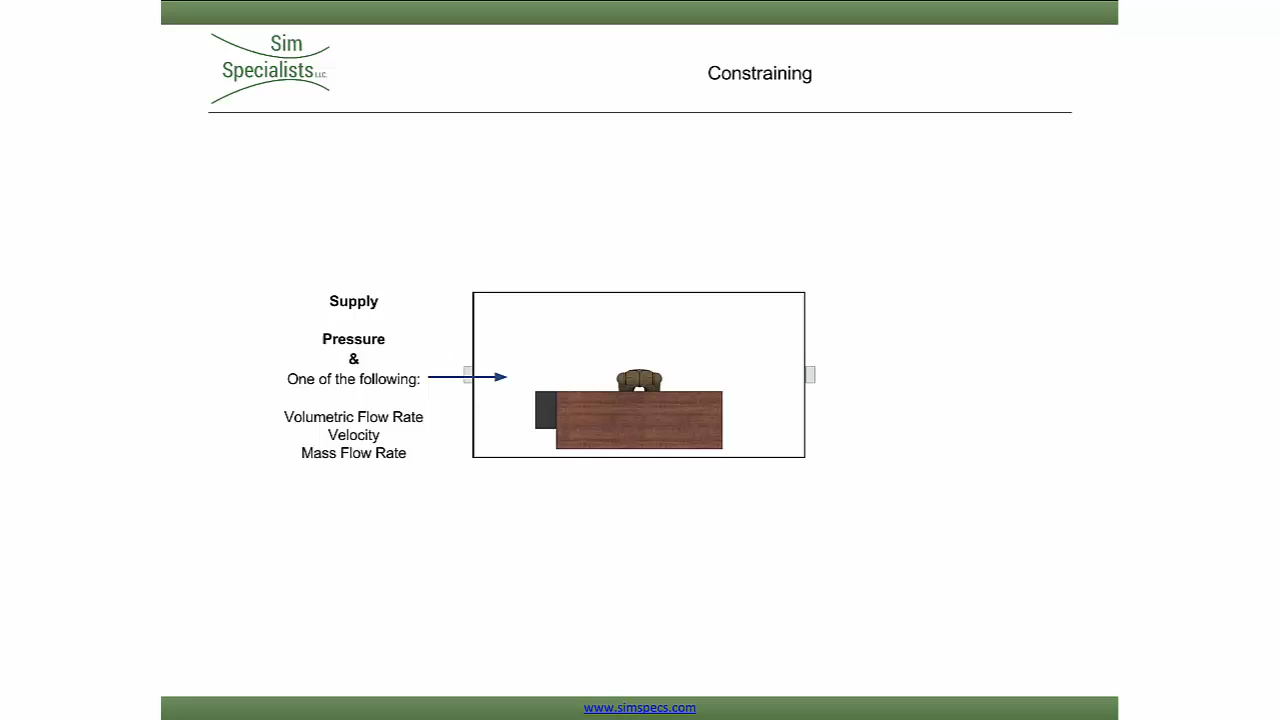 Sim
Specialists LLC.
Constraining
Supply
Pressure
&
One of the following:
Volumetric Flow Rate
Velocity
Mass Flow Rate
www.simspecs.com